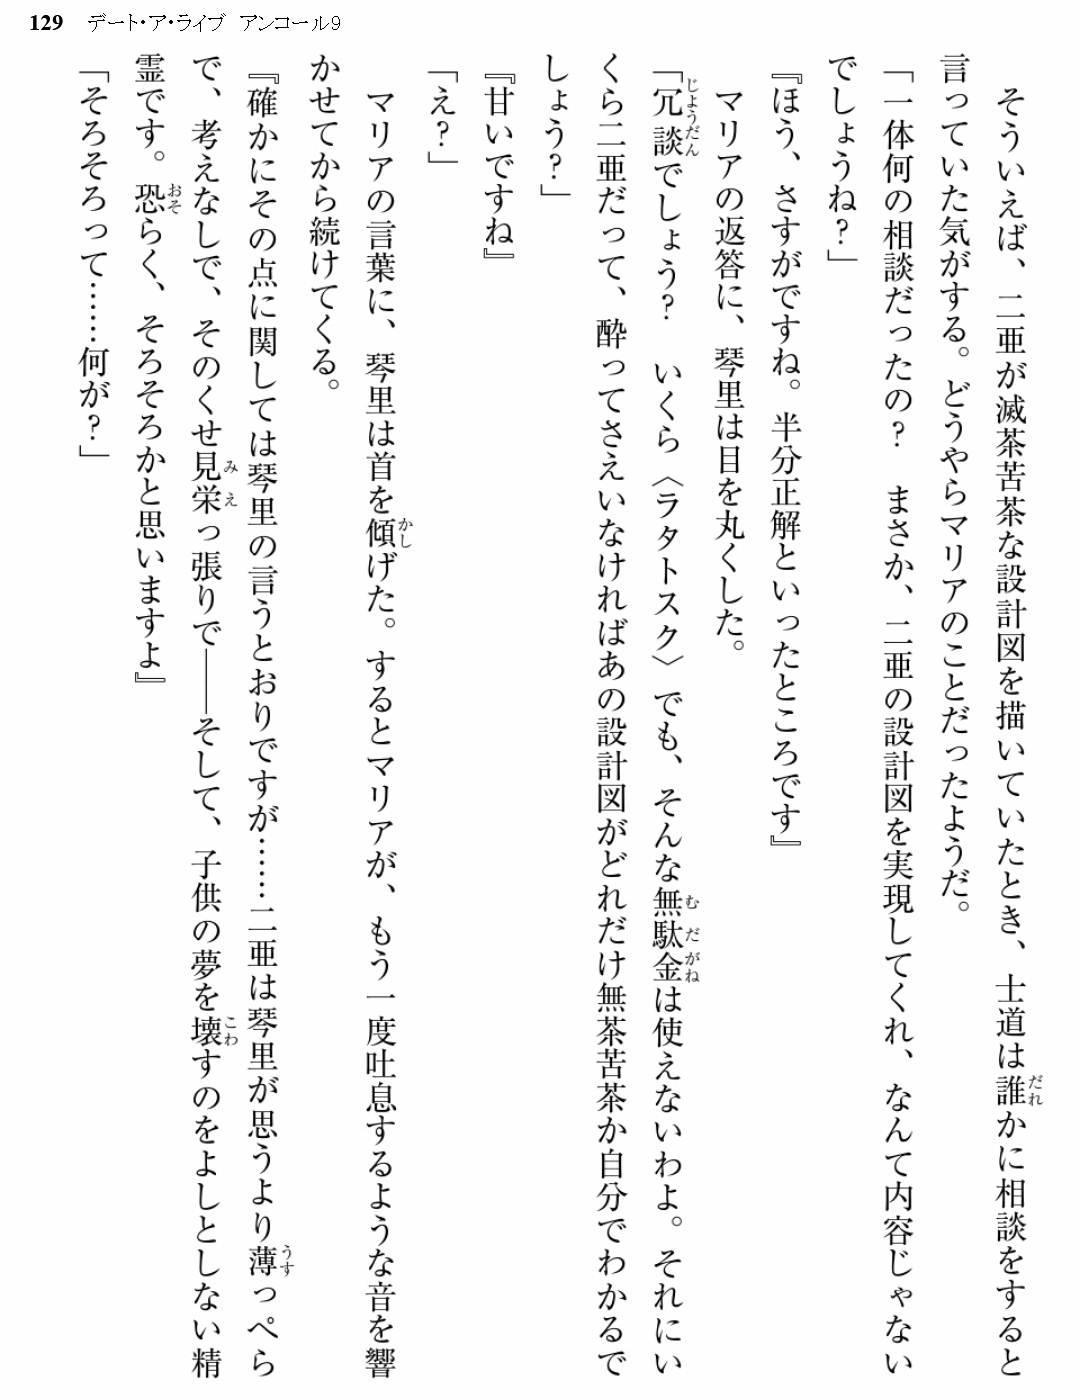 129 デート・ア・ライブ アンコール9
　そういえば、二亜が滅茶苦茶な設計図を描いていたとき、士道は誰かに相談をすると
言っていた気がする。どうやらマリアのことだったようだ。
「一体何の相談だったの？　まさか、二亜の設計図を実現してくれ、なんて内容じゃない
でしょうね？」
『ほう、さすがですね。半分正解といったところです』
　マリアの返答に、琴里は目を丸くした。
「冗談でしょう？　いくら〈ラタトスク〉でも、そんな無駄金は使えないわよ。それにい
くら二亜だって、酔ってさえいなければあの設計図がどれだけ無茶苦茶か自分でわかるで
しょう？」
『甘いですね』
「え？」
　マリアの言葉に、琴里は首を傾げた。するとマリアが、もう一度吐息するような音を響
かせてから続けてくる。
『確かにその点に関しては琴里の言うとおりですが……二亜は琴里が思うより薄っぺら
で、考えなしで、そのくせ見栄っ張りで――そして、子供の夢を壊すのをよしとしない精
霊です。恐らく、そろそろかと思いますよ』
「そろそろって……何が？」